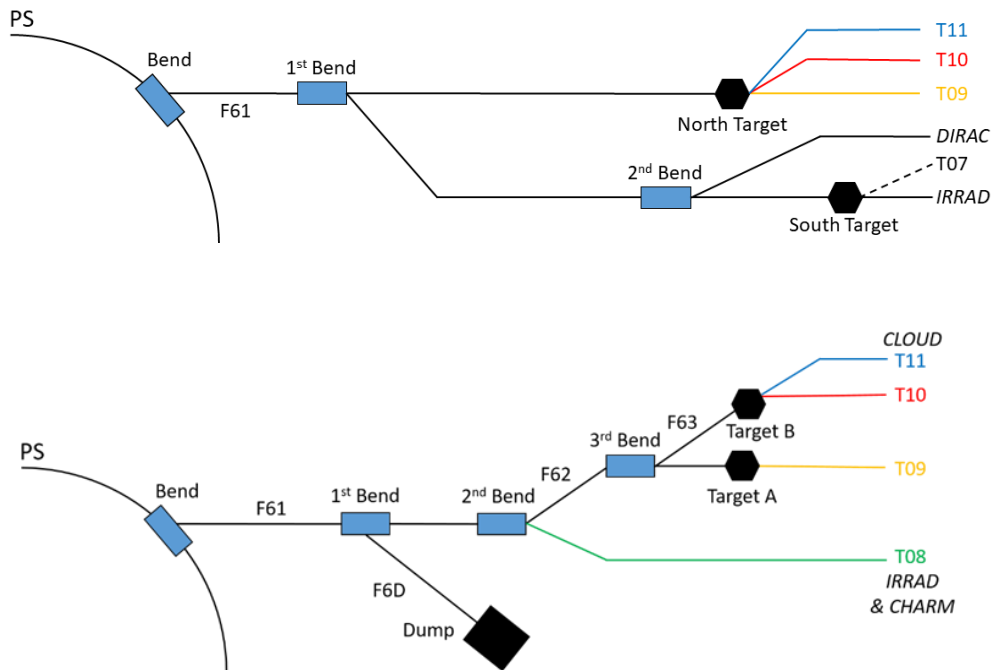 PS
Bend
F61
1st Bend
North Target
T11
T10
T09
2nd Bend
DIRAC
T07
IRRAD
South Target
PS
Bend
F61
1st Bend
2nd Bend
F6D
Dump
F62
3rd Bend
F63
Target B
Target A
CLOUD
T11
T10
T09
T08
IRRAD
& CHARM